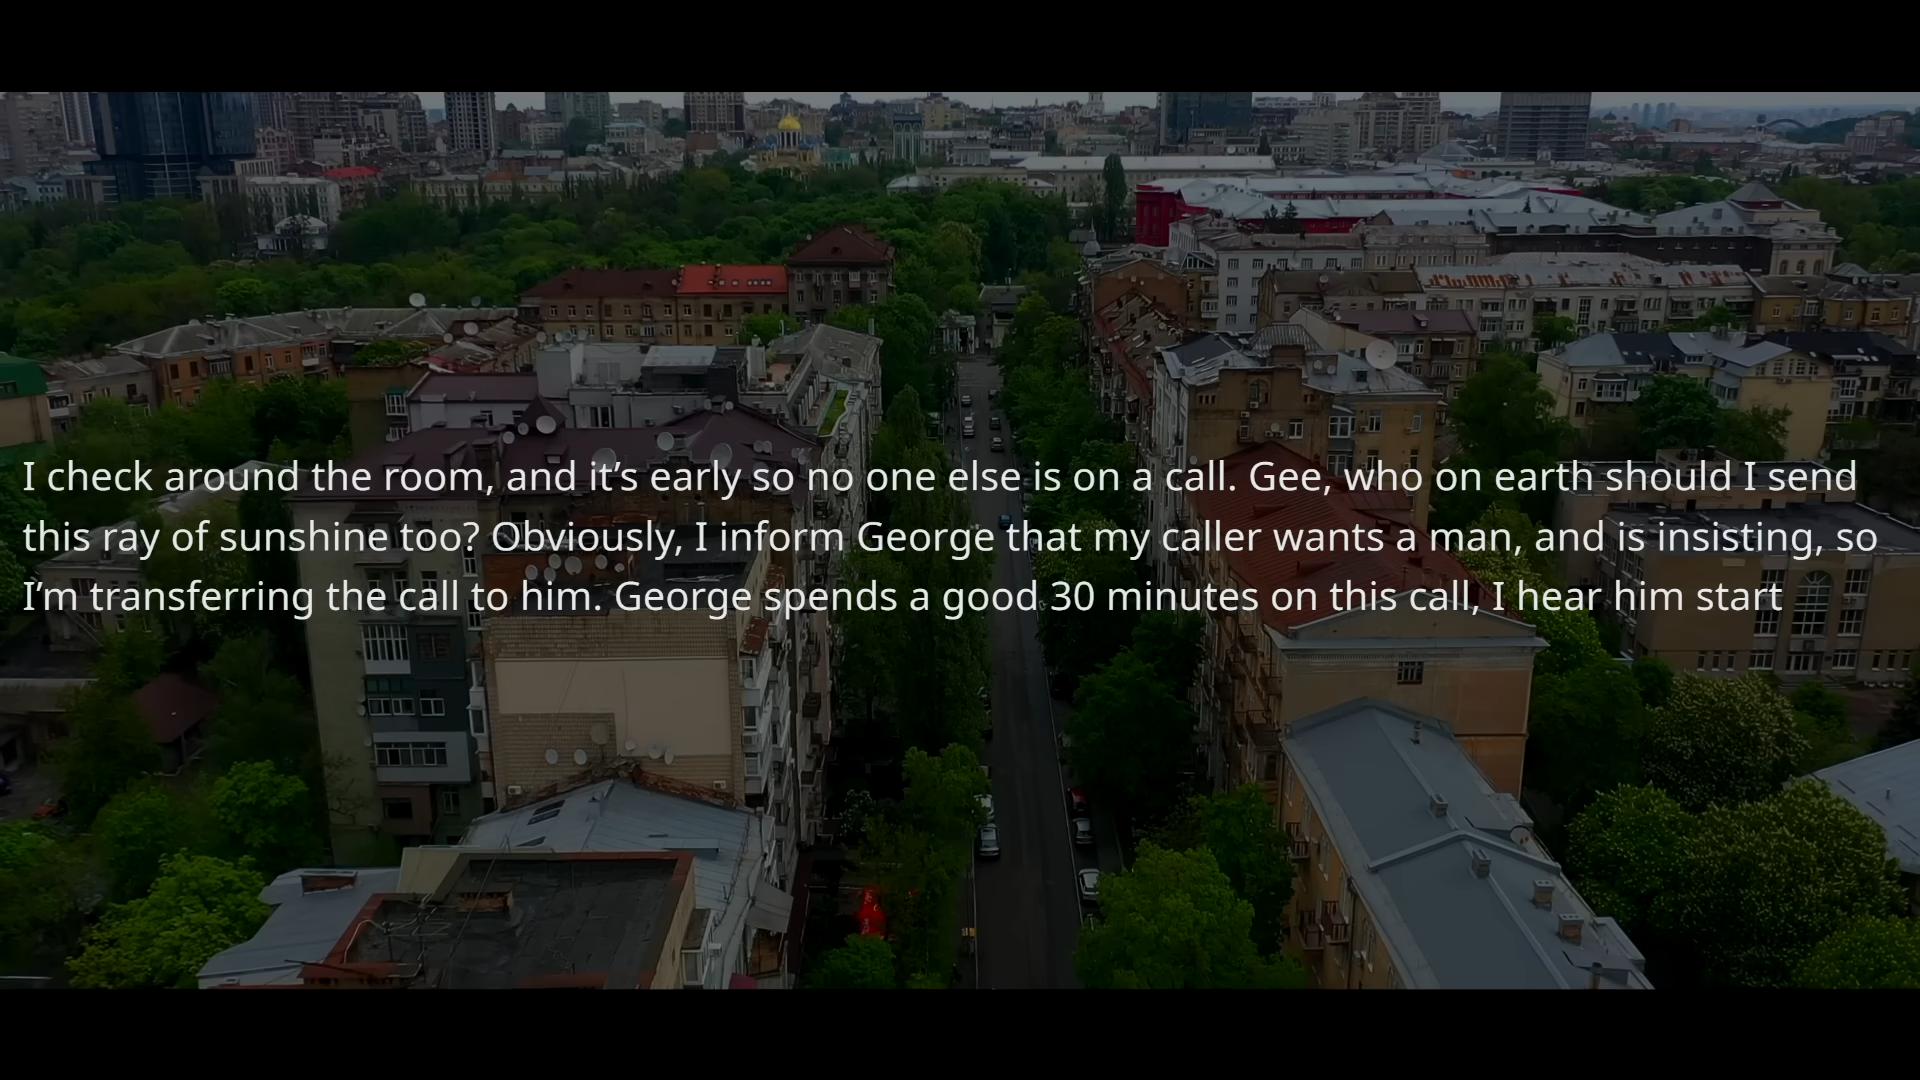 I check around the room, and it’s early so no one else is on a call. Gee, who on earth should I send
this ray of sunshine too? Obviously, I inform George that my caller wants a man, and is insisting, so
I’m transferring the call to him. George spends a good 30 minutes on this call, I hear him start